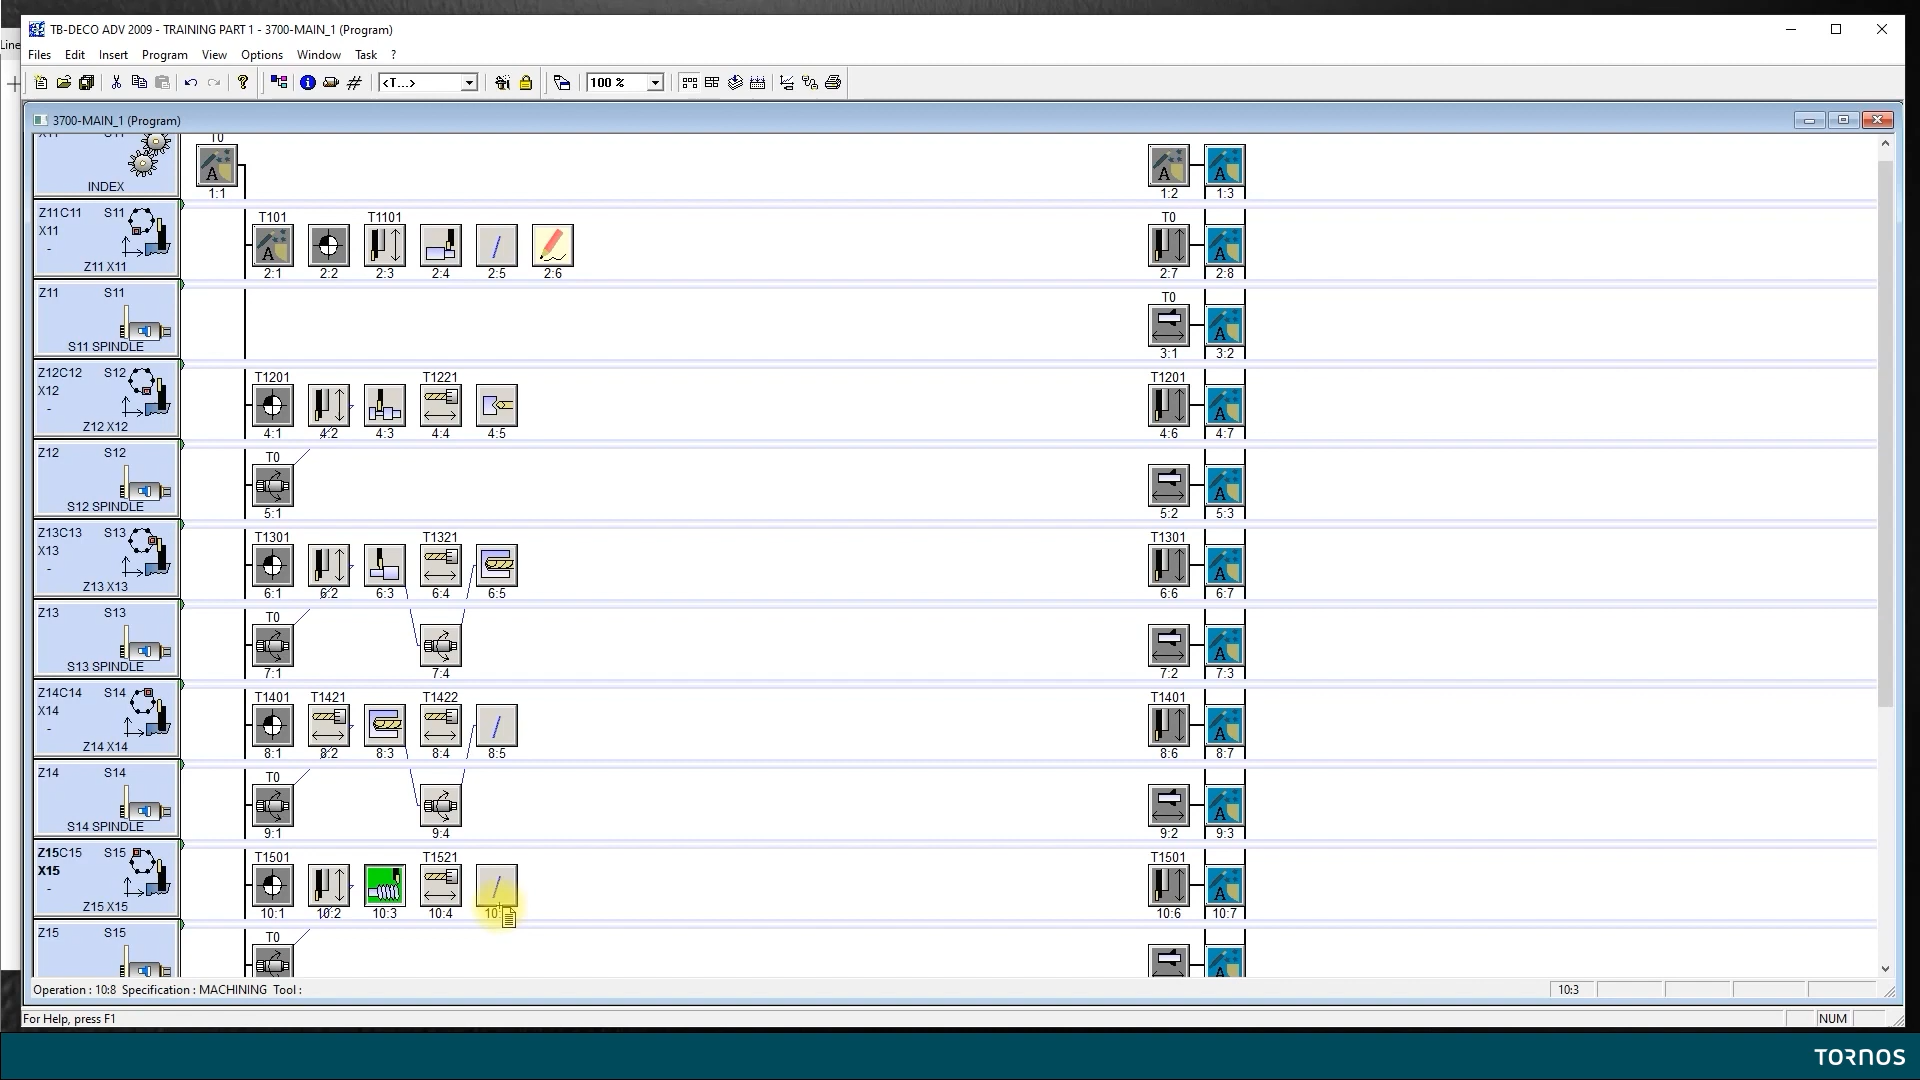 TB-DECO ADV 2009 - TRAINING PART 1 - 3700-MAIN_1 (Program)
Line
Files Edit Insert Program View Options Window Task ?
<T...> 100 %
3700-MAIN_1 (Program)
X11 S11 T0
INDEX 1:1 1:2 1:3
Z11C11 S11 T101 T1101 T0
X11
-
Z11 X11 2:1 2:2 2:3 2:4 2:5 2:6 2:7 2:8
Z11 S11 T0
S11 SPINDLE 3:1 3:2
Z12C12 S12 T1201 T1221 T1201
X12
-
Z12 X12 4:1 4:2 4:3 4:4 4:5 4:6 4:7
Z12 S12 T0
S12 SPINDLE 5:1 5:2 5:3
Z13C13 S13 T1301 T1321 T1301
X13
-
Z13 X13 6:1 6:2 6:3 6:4 6:5 6:6 6:7
Z13 S13 T0
S13 SPINDLE 7:1 7:4 7:2 7:3
Z14C14 S14 T1401 T1421 T1422 T1401
X14
-
Z14 X14 8:1 8:2 8:3 8:4 8:5 8:6 8:7
Z14 S14 T0
S14 SPINDLE 9:1 9:4 9:2 9:3
Z15C15 S15 T1501 T1521 T1501
X15
-
Z15 X15 10:1 10:2 10:3 10:4 10:6 10:7
Z15 S15 T0
Operation : 10:8 Specification : MACHINING Tool : 10:3
For Help, press F1 NUM
TORNOS